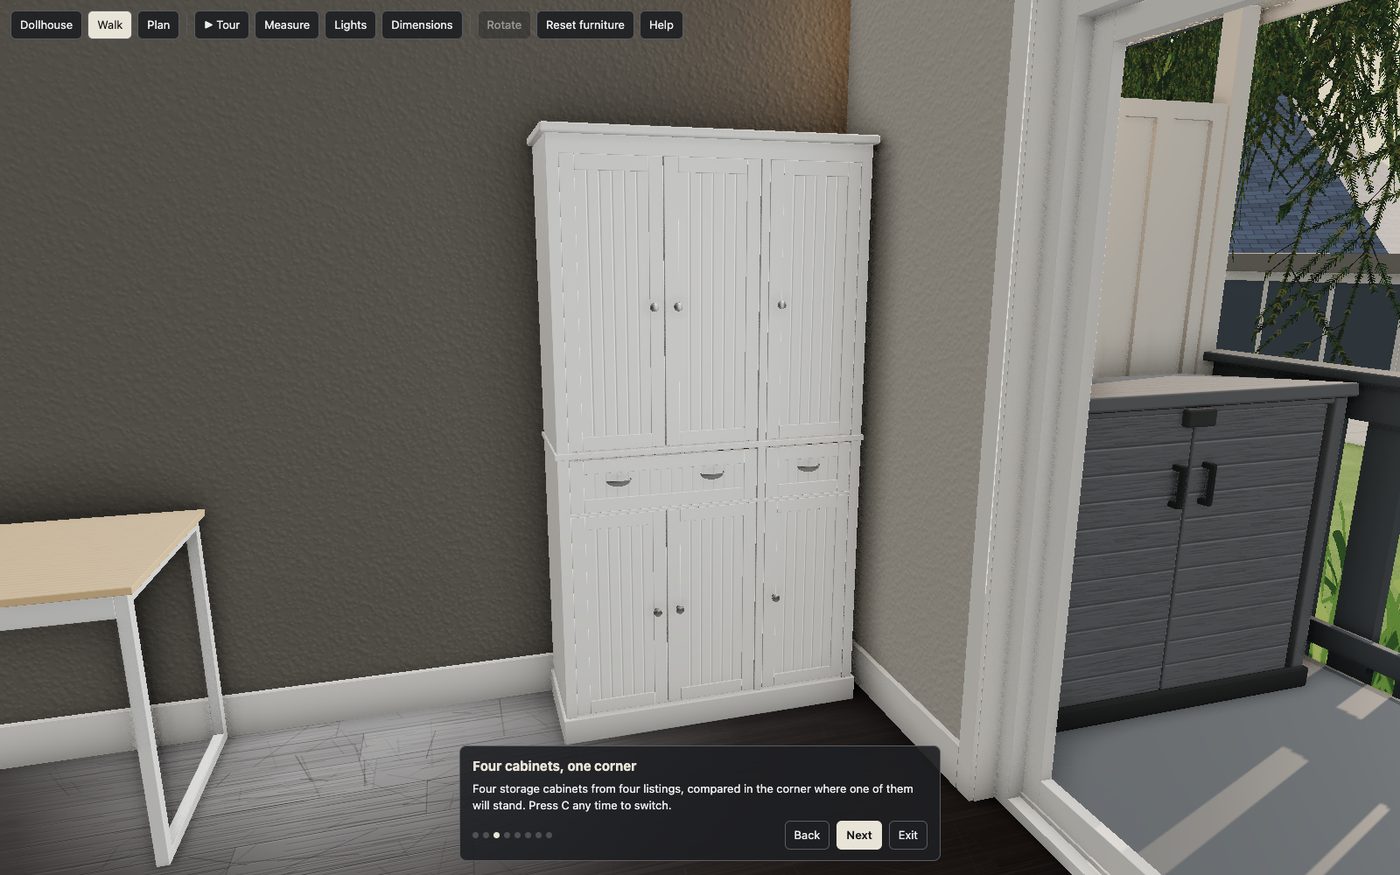 Dollhouse
Walk
Plan
▶ Tour
Measure
Lights
Dimensions
Rotate
Reset furniture
Help
Four cabinets, one corner
Four storage cabinets from four listings, compared in the corner where one of them
will stand. Press C any time to switch.
Back
Next
Exit